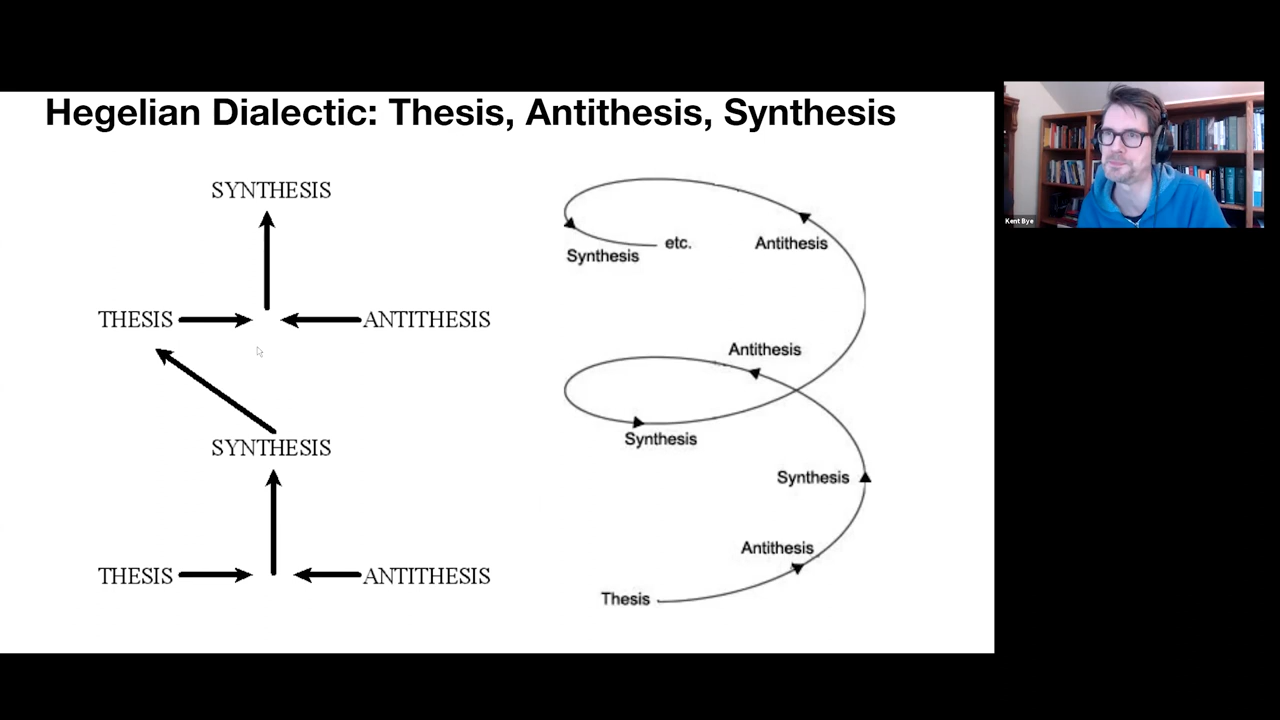 Hegelian Dialectic: Thesis, Antithesis, Synthesis
SYNTHESIS
THESIS
ANTITHESIS
SYNTHESIS
THESIS
ANTITHESIS
etc.
Synthesis
Antithesis
Antithesis
Synthesis
Synthesis
Antithesis
Thesis
Kent Bye